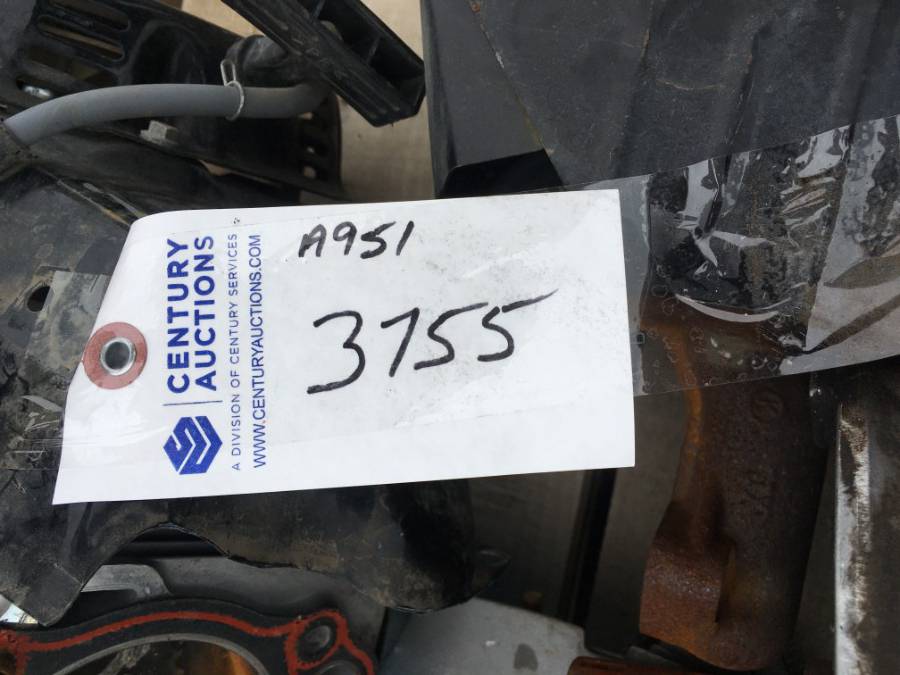 A951
3755
CENTURY
AUCTIONS
A DIVISION OF CENTURY SERVICES
WWW.CENTURYAUCTIONS.COM